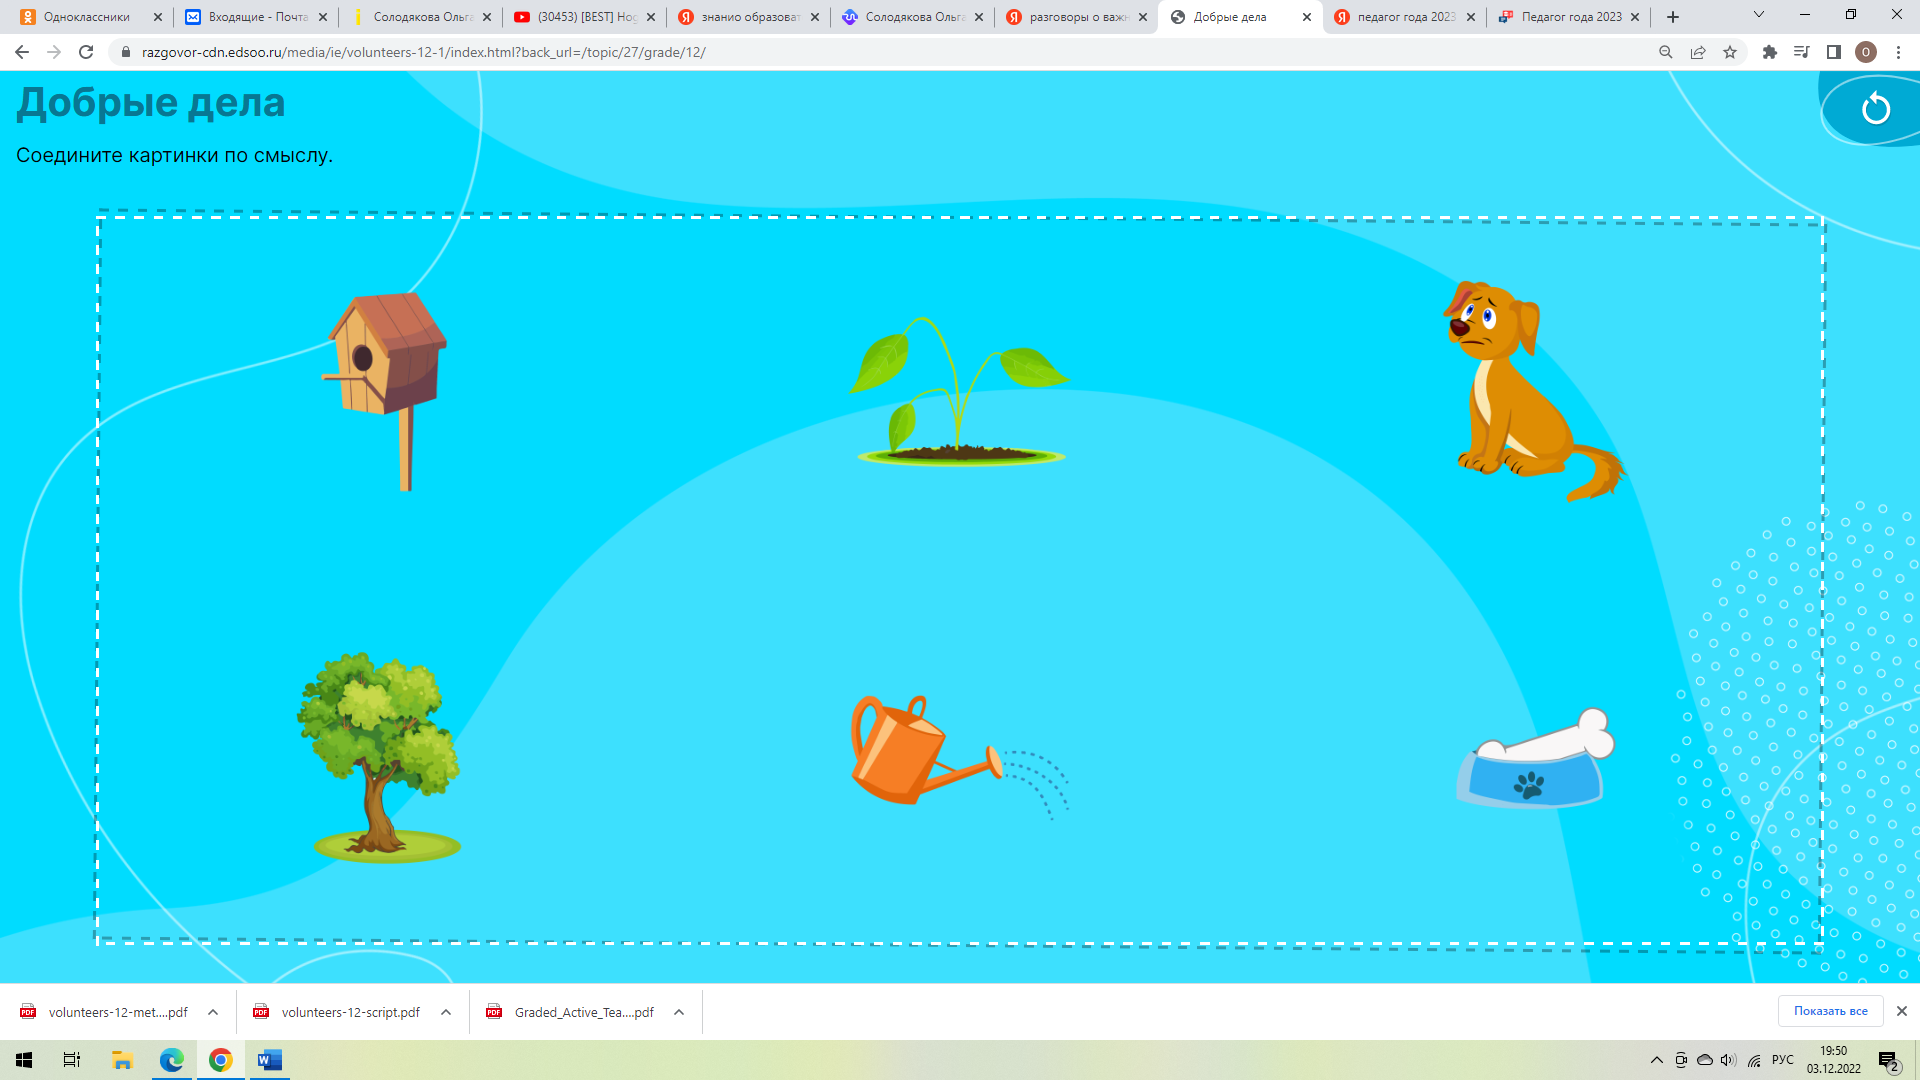 Одноклассники
Входящие - Почта
Солодякова Ольга
(30453) [BEST] Hog
знанио образоват
Солодякова Ольга
разговоры о важн
Добрые дела
педагог года 2023
Педагог года 2023
razgovor-cdn.edsoo.ru/media/ie/volunteers-12-1/index.html?back_url=/topic/27/grade/12/
О
Добрые дела
Соедините картинки по смыслу.
volunteers-12-met....pdf
volunteers-12-script.pdf
Graded_Active_Tea....pdf
Показать все
РУС
19:50
03.12.2022
2